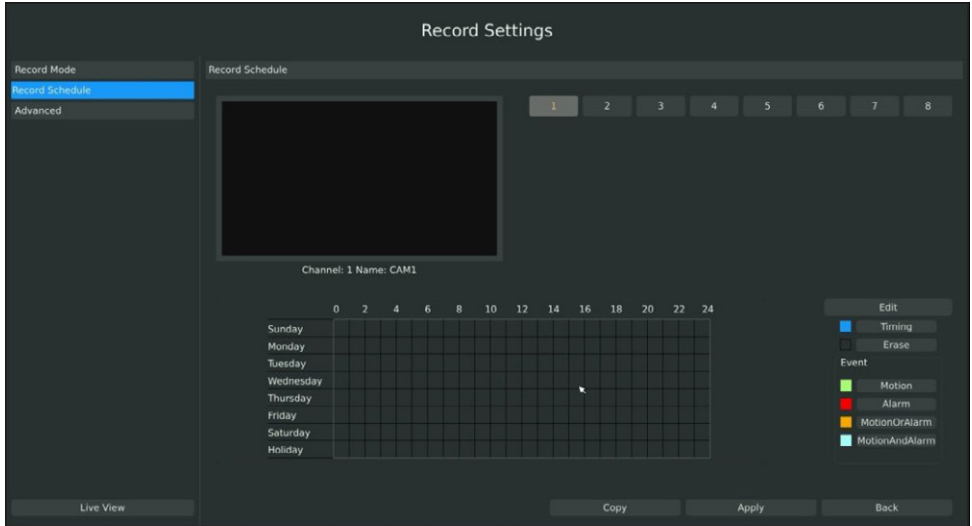 Record Settings
Record Mode
Record Schedule
Advanced
Record Schedule
1 2 3 4 5 6 7 8
Channel: 1 Name: CAM1
0 2 4 6 8 10 12 14 16 18 20 22 24
Sunday
Monday
Tuesday
Wednesday
Thursday
Friday
Saturday
Holiday
Edit
Timing
Erase
Event
Motion
Alarm
MotionOrAlarm
MotionAndAlarm
Live View
Copy
Apply
Back